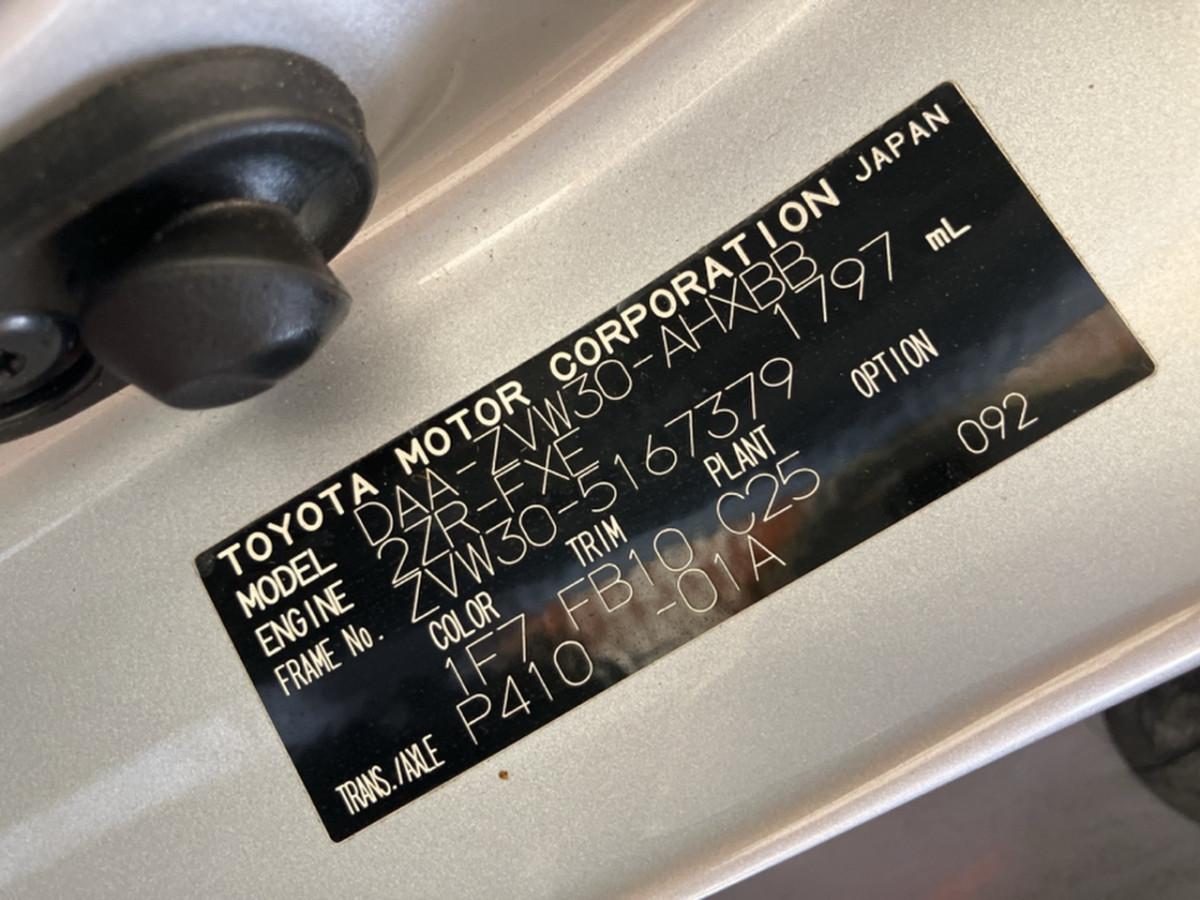 TOYOTA MOTOR CORPORATION JAPAN
MODEL DAA-ZVW30-AHXBB
ENGINE 2ZR-FXE 1797 mL
FRAME No. ZVW30-5167379
COLOR TRIM PLANT OPTION
1F7 FB10 C25 092
TRANS./AXLE P410 -01A